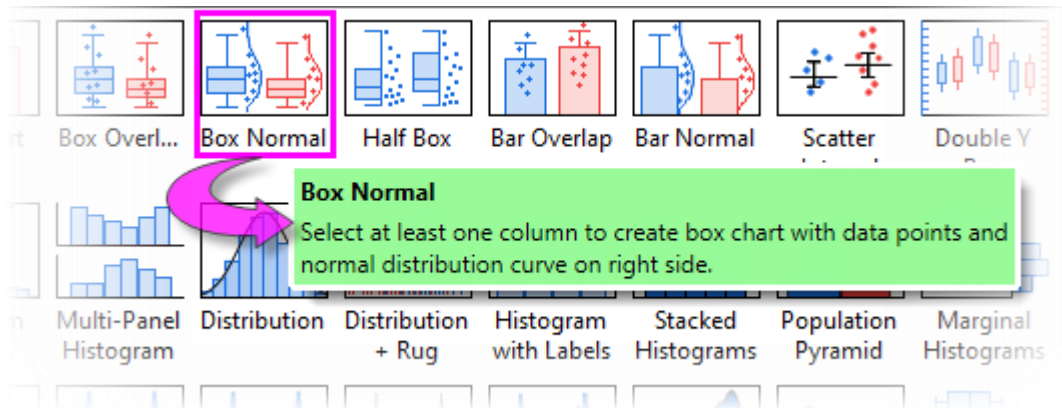 Box Overl...
Box Normal
Half Box
Bar Overlap
Bar Normal
Scatter
Double Y
Box Normal
Select at least one column to create box chart with data points and
normal distribution curve on right side.
Multi-Panel
Histogram
Distribution
Distribution
+ Rug
Histogram
with Labels
Stacked
Histograms
Population
Pyramid
Marginal
Histograms